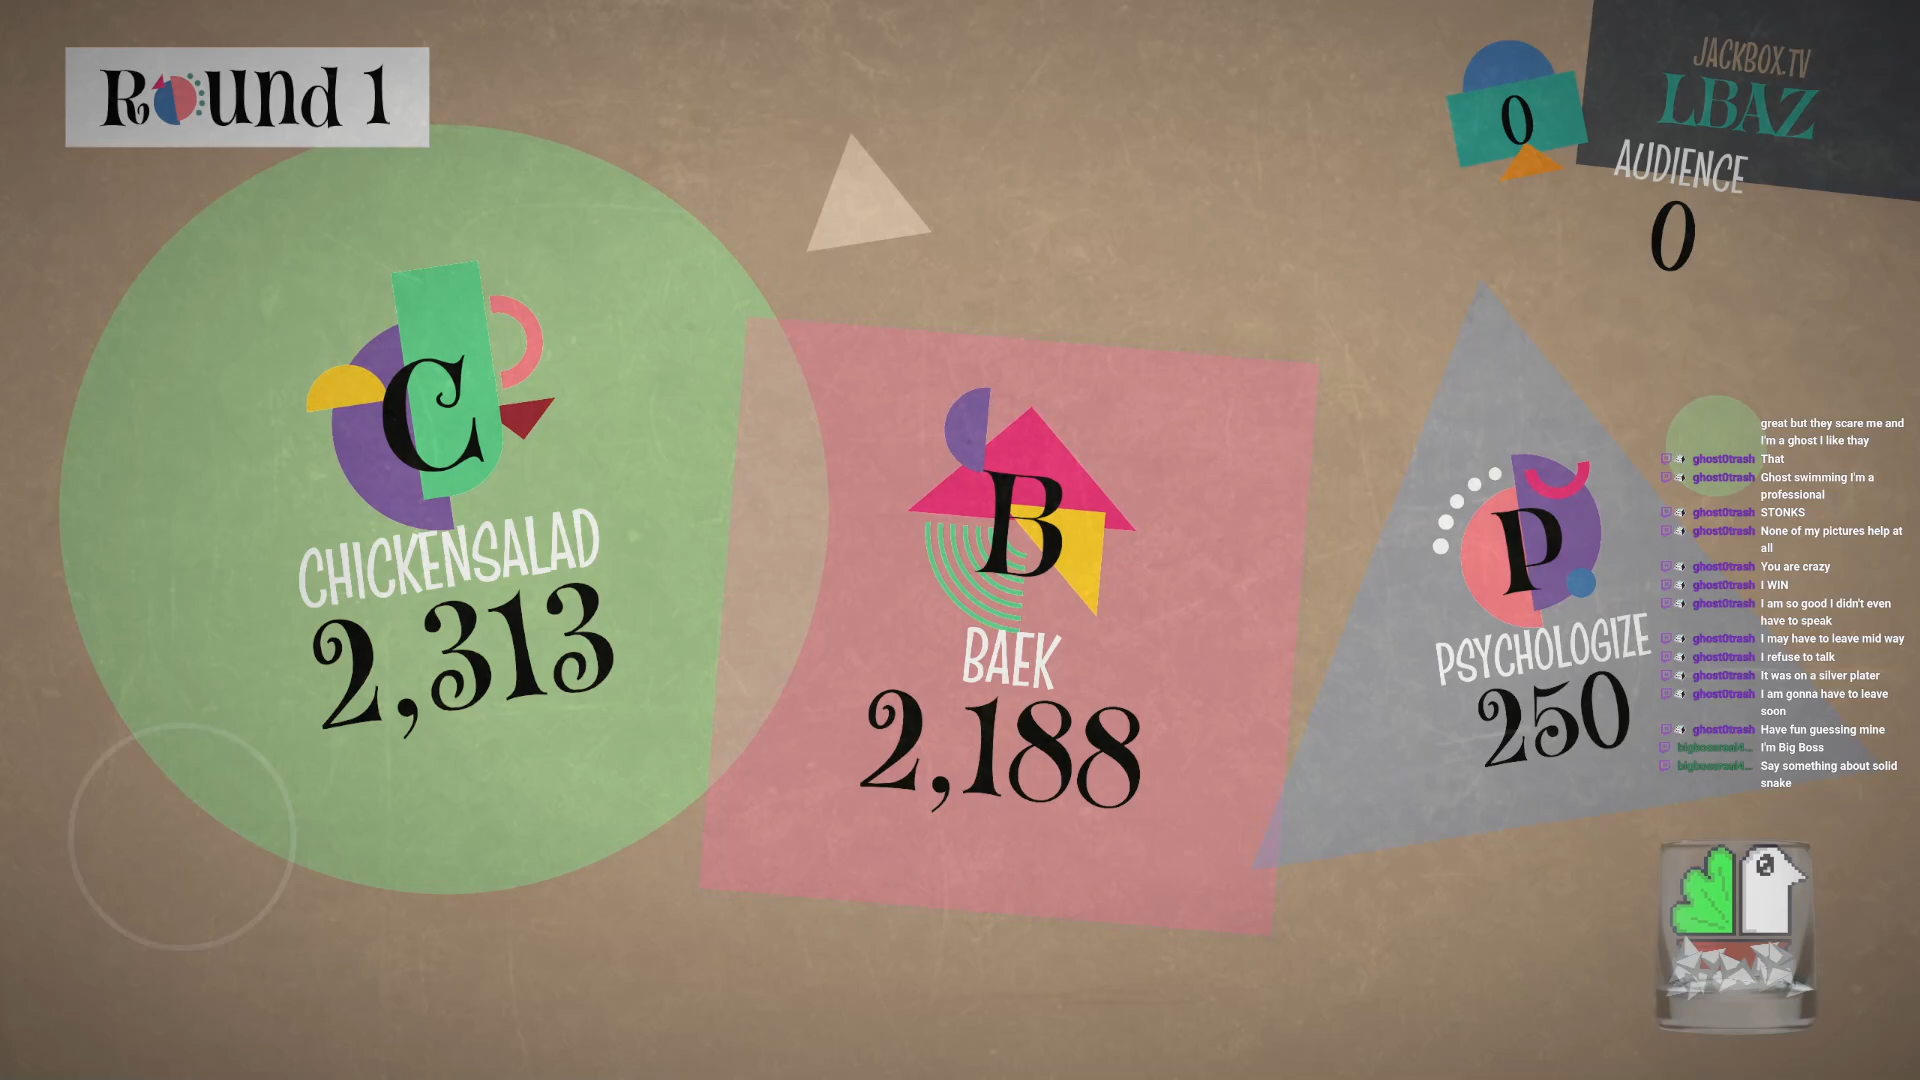 Round 1
JACKBOX.TV
LBAZ
0
AUDIENCE
0
C
CHICKENSALAD
2,313
B
BAEK
2,188
P
PSYCHOLOGIZE
250
great but they scare me and
I'm a ghost I like thay
ghost0trash That
ghost0trash Ghost swimming I'm a
professional
ghost0trash STONKS
ghost0trash None of my pictures help at
all
ghost0trash You are crazy
ghost0trash I WIN
ghost0trash I am so good I didn't even
have to speak
ghost0trash I may have to leave mid way
ghost0trash I refuse to talk
ghost0trash It was on a silver plater
ghost0trash I am gonna have to leave
soon
ghost0trash Have fun guessing mine
I'm Big Boss
Say something about solid
snake